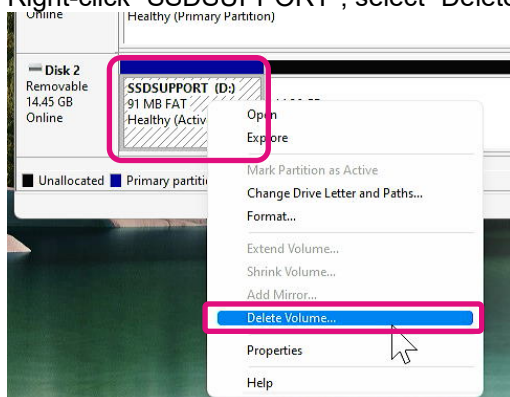 Right-click "SSDSUPPORT", select "Delete
Online
Healthy (Primary Partition)
Disk 2
Removable
14.45 GB
Online
SSDSUPPORT (D:)
91 MB FAT
Healthy (Activ
Open
Explore
Mark Partition as Active
Change Drive Letter and Paths...
Format...
Extend Volume...
Shrink Volume...
Add Mirror...
Delete Volume...
Properties
Help
Unallocated
Primary partiti